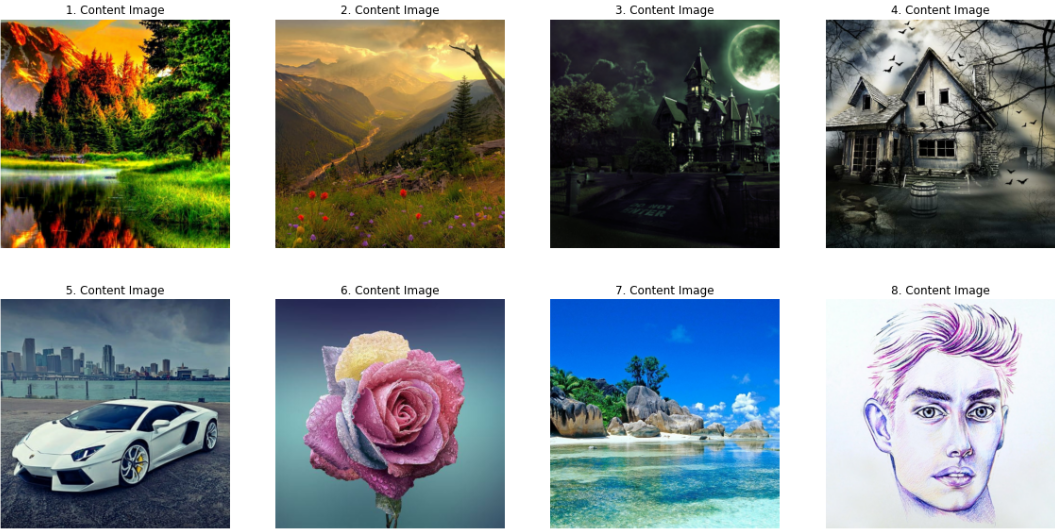 1. Content Image
2. Content Image
3. Content Image
4. Content Image
5. Content Image
6. Content Image
7. Content Image
8. Content Image